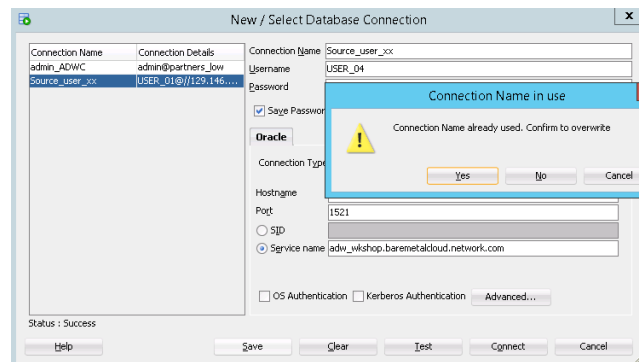 New / Select Database Connection
x
Connection Name Connection Details
admin_ADWC admin@partners_low
Source_user_xx USER_01@//129.146....
Connection Name Source_user_xx
Username USER_04
Password
Save Passwor
Oracle
Connection Type
Connection Name in use
Connection Name already used. Confirm to overwrite
Yes No Cancel
Hostname
Port 1521
SID
Service name adw_wkshop.baremetalcloud.network.com
OS Authentication Kerberos Authentication Advanced...
Status : Success
Help Save Clear Test Connect Cancel